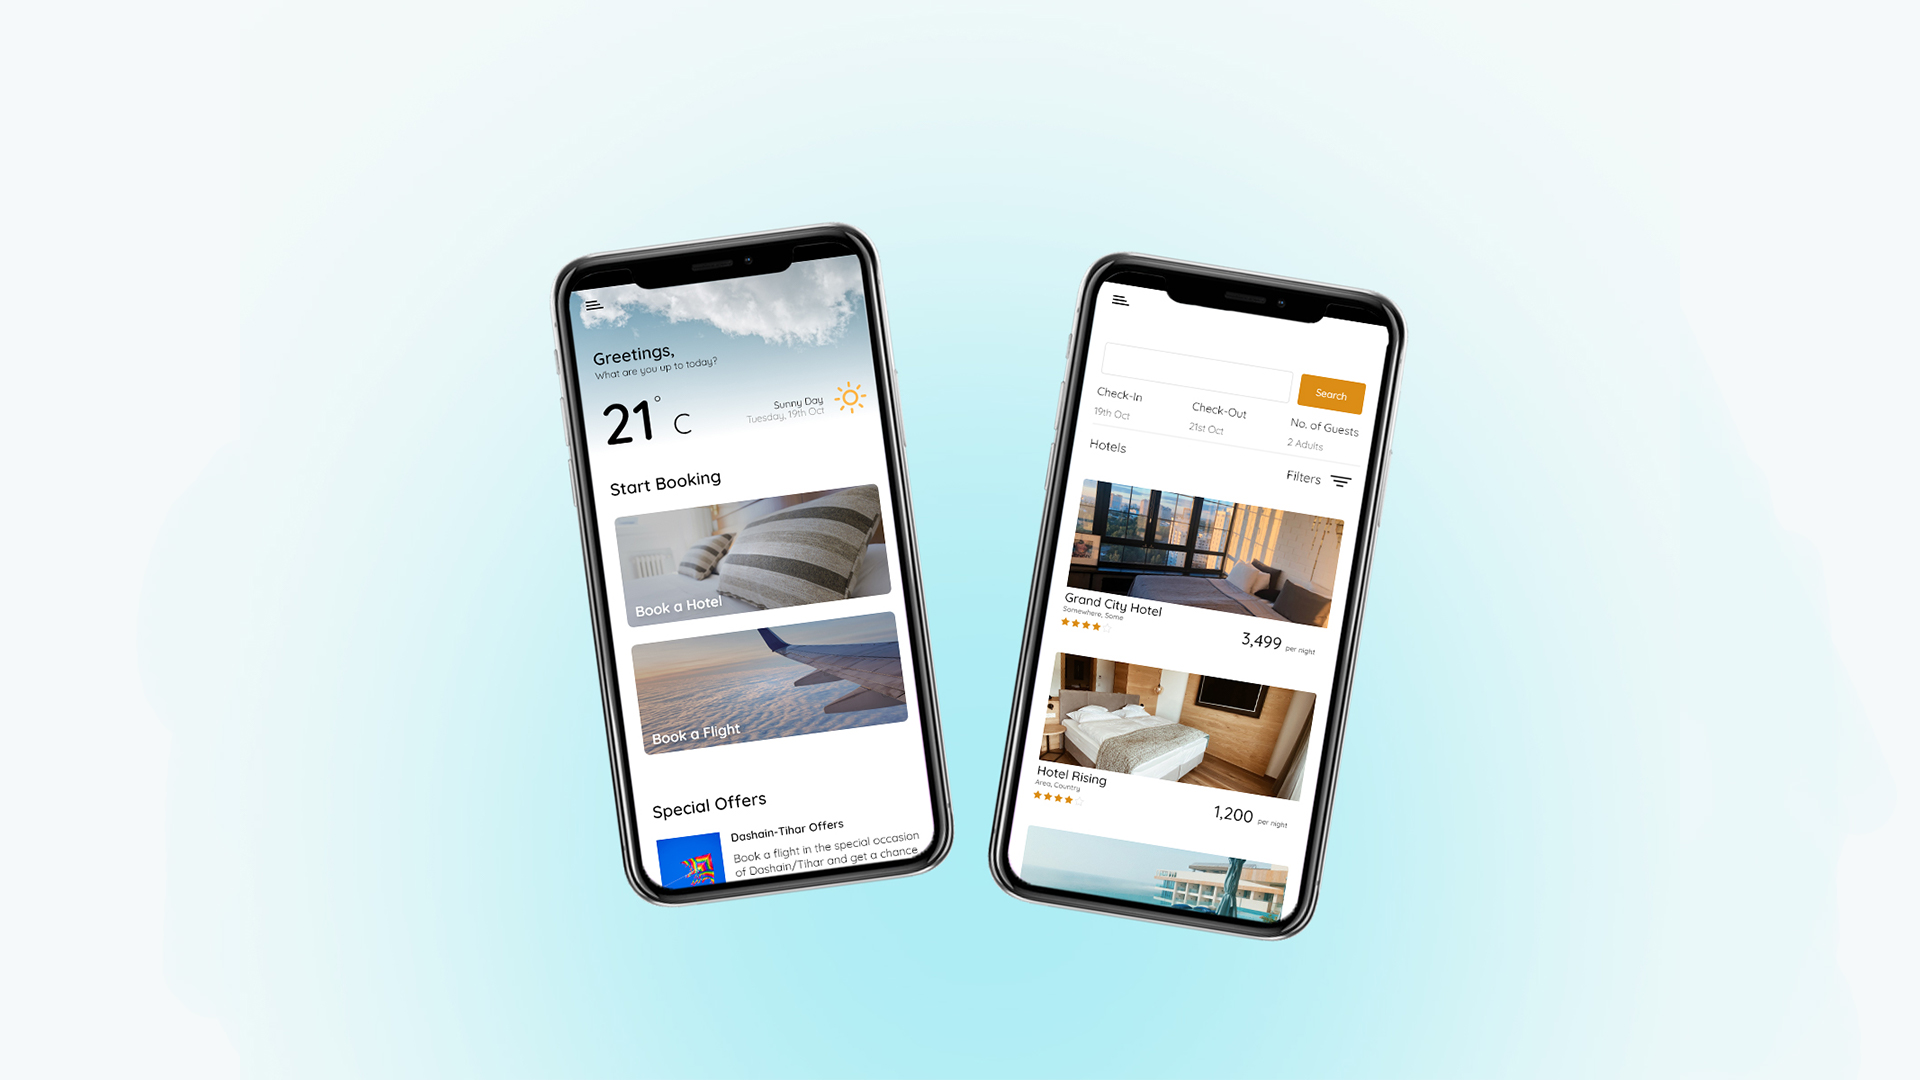 Greetings,
What are you up to today?
21° C
Sunny Day
Tuesday, 19th Oct
Start Booking
Book a Hotel
Book a Flight
Special Offers
Dashain-Tihar Offers
Book a flight in the special occasion
of Dashain/Tihar and get a chance
Search
Check-In
19th Oct
Check-Out
21st Oct
No. of Guests
2 Adults
Hotels
Filters
Grand City Hotel
Somewhere, Some
3,499 per night
Hotel Rising
Area, Country
1,200 per night